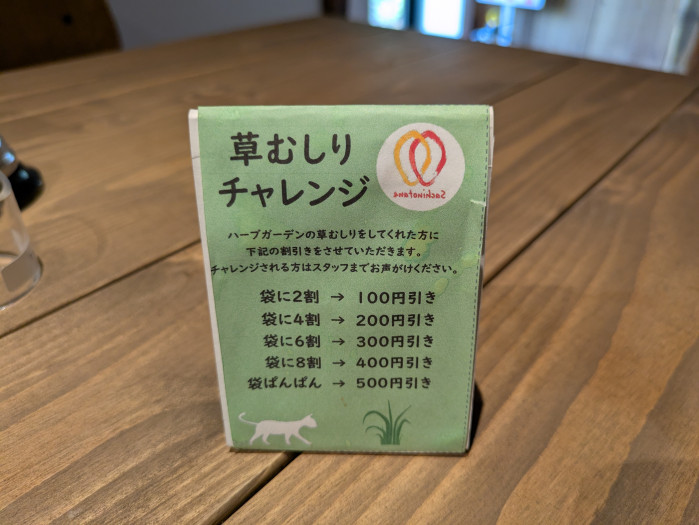 草むしり
チャレンジ
Sachinotane
ハーブガーデンの草むしりをしてくれた方に
下記の割引きをさせていただきます。
チャレンジされる方はスタッフまでお声がけください。
袋に2割 → 100円引き
袋に4割 → 200円引き
袋に6割 → 300円引き
袋に8割 → 400円引き
袋ぱんぱん → 500円引き